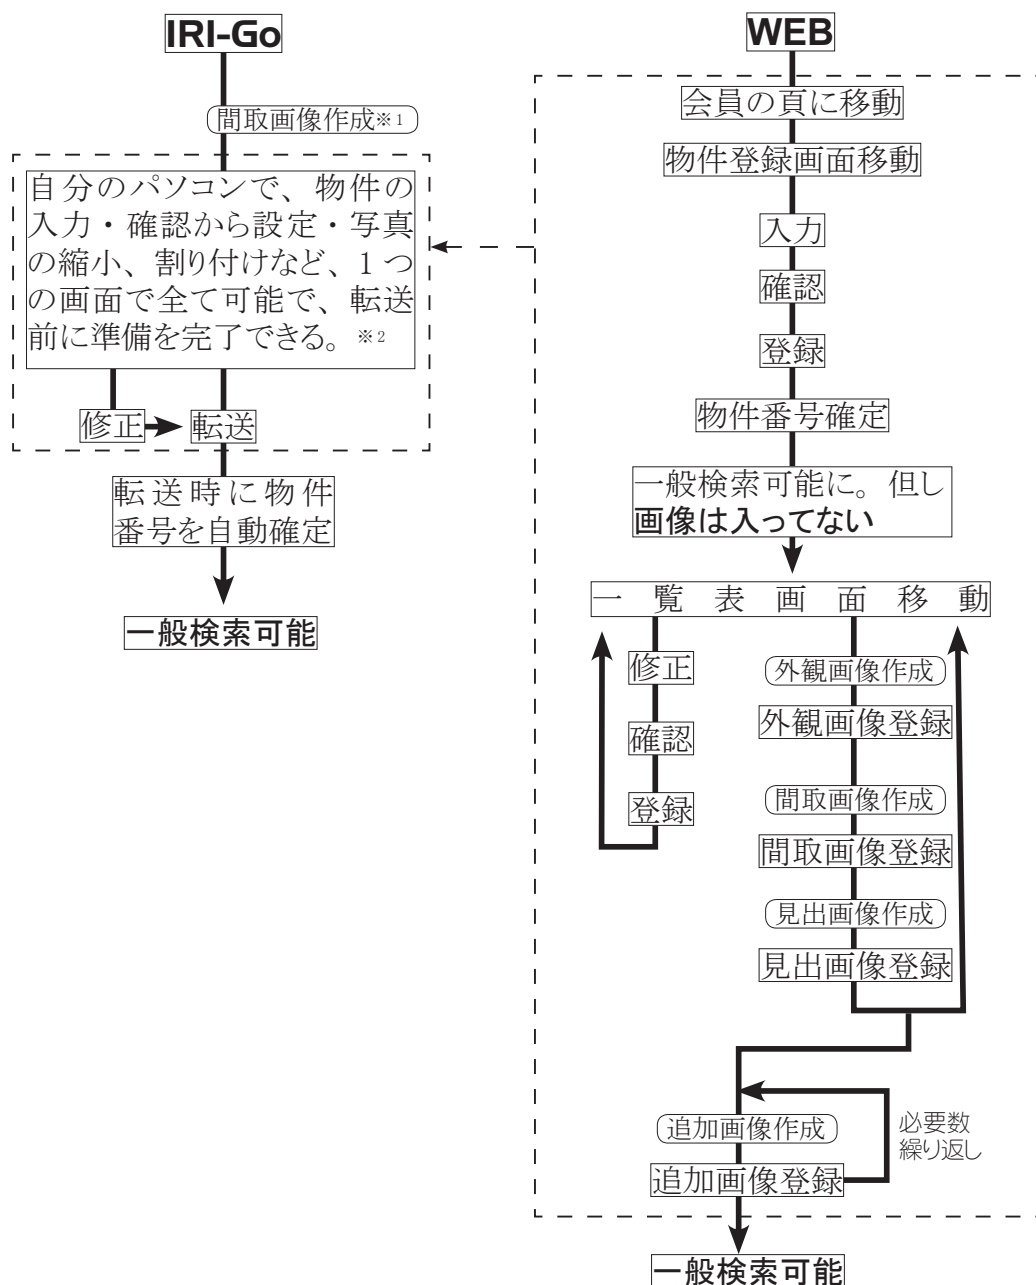 IRI-Go
間取画像作成※1
自分のパソコンで、物件の
入力・確認から設定・写真
の縮小、割り付けなど、1つ
の画面で全て可能で、転送
前に準備を完了できる。※2
修正
転送
転送時に物件
番号を自動確定
一般検索可能
WEB
会員の頁に移動
物件登録画面移動
入力
確認
登録
物件番号確定
一般検索可能に。但し
画像は入ってない
一覧表画面移動
修正
確認
登録
外観画像作成
外観画像登録
間取画像作成
間取画像登録
見出画像作成
見出画像登録
追加画像作成
追加画像登録
必要数
繰り返し
一般検索可能